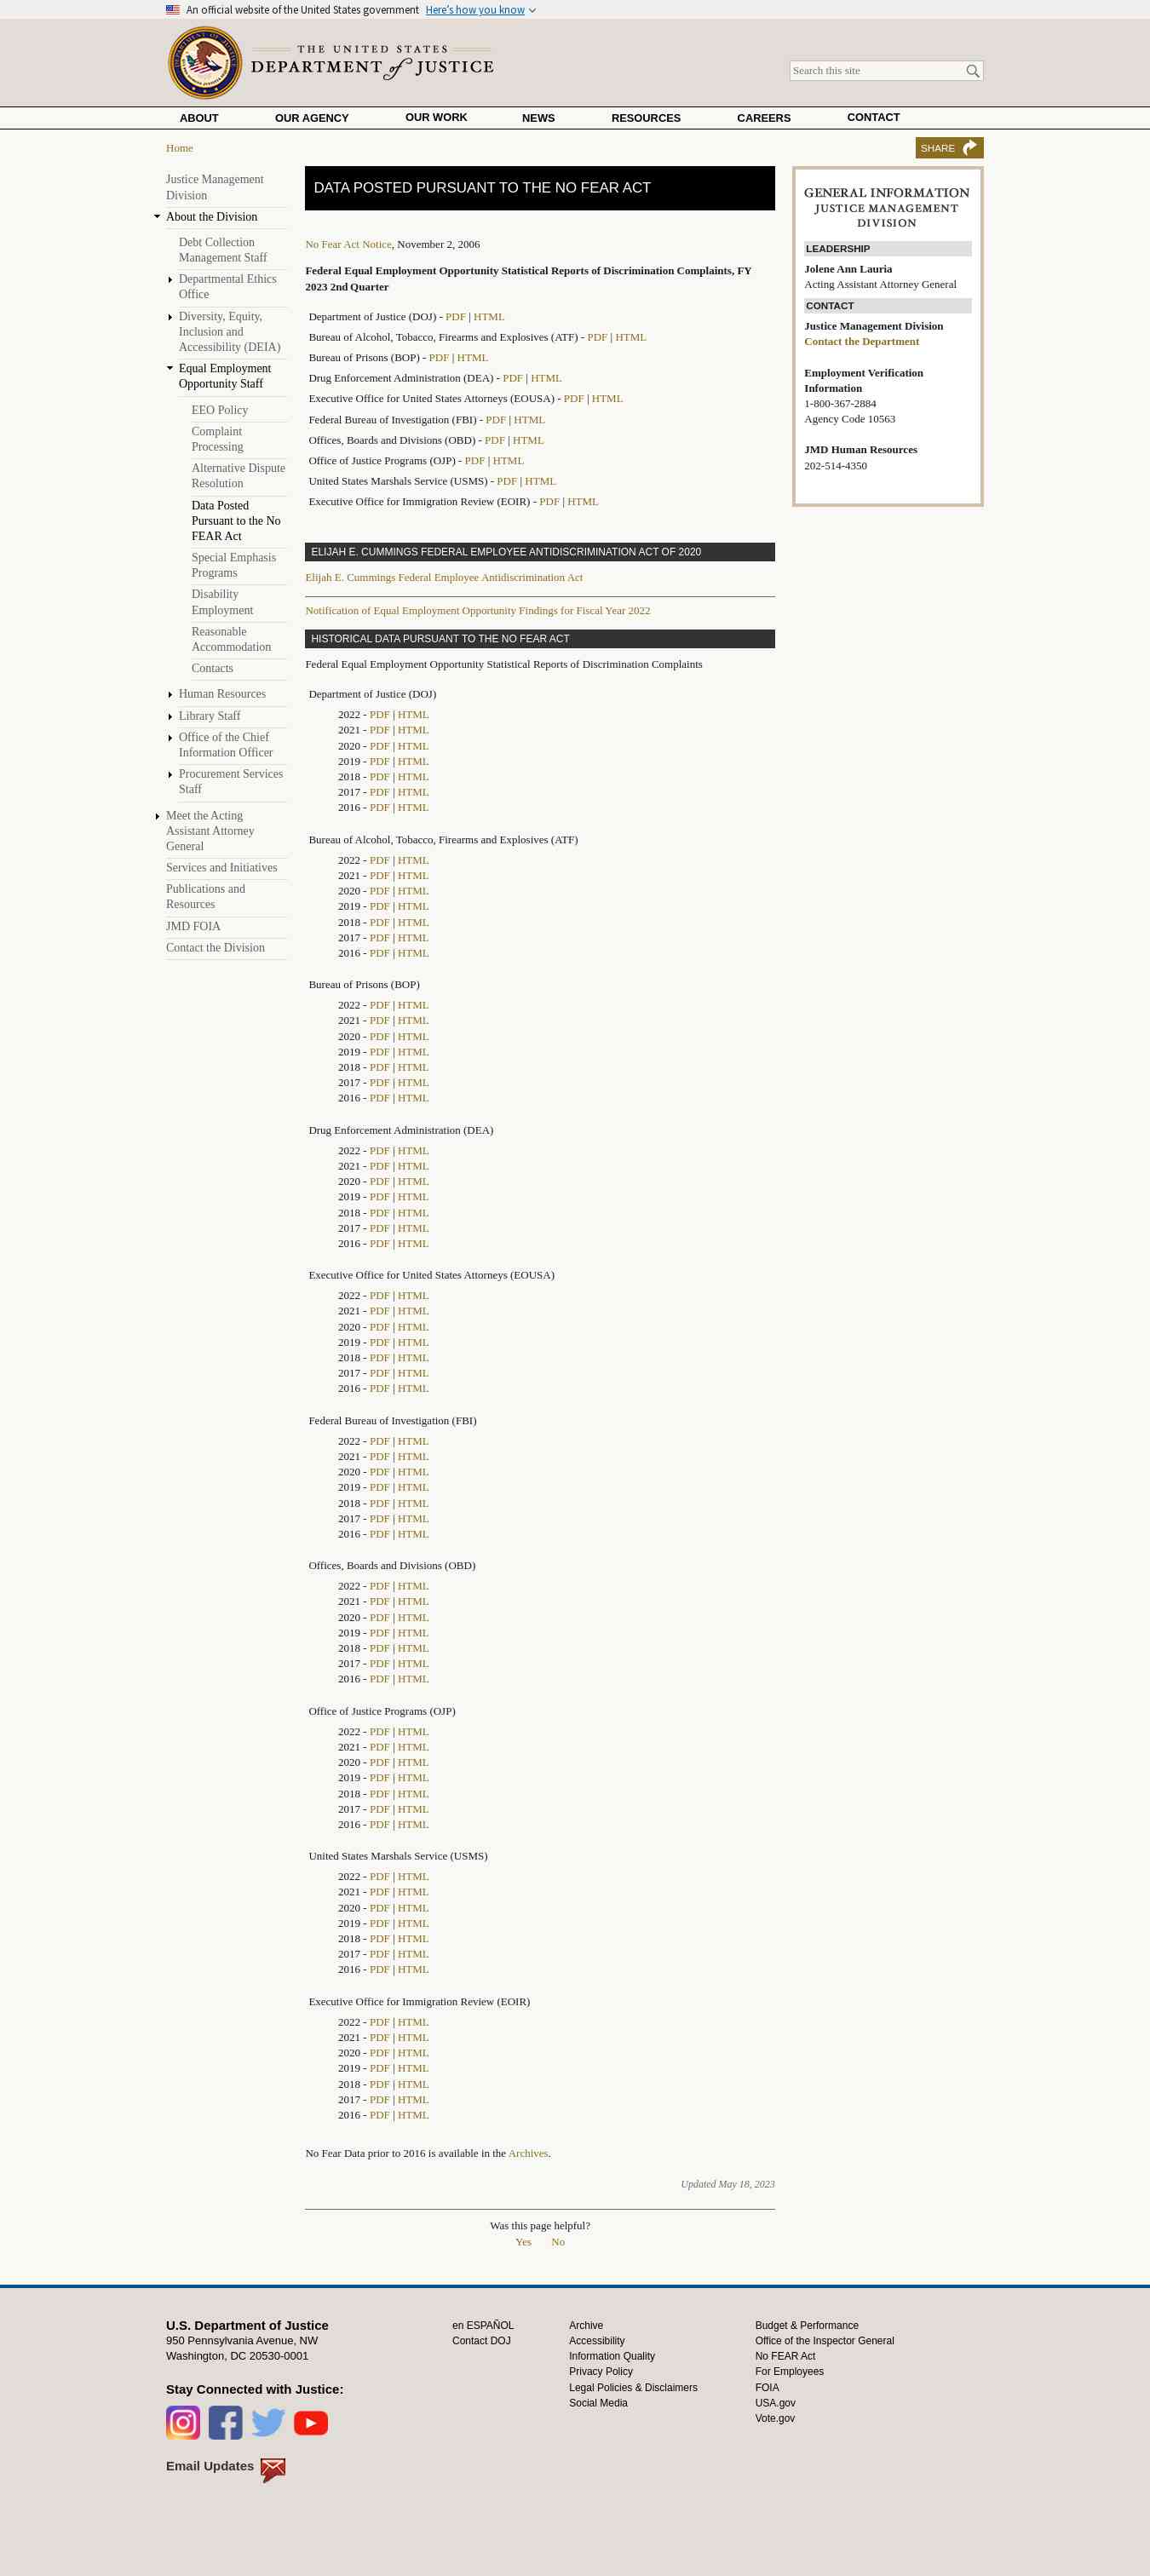 An official website of the United States government Here's how you know
THE UNITED STATES
DEPARTMENT of JUSTICE
Search this site
ABOUT OUR AGENCY OUR WORK NEWS RESOURCES CAREERS CONTACT
Home
SHARE
Justice Management
Division
About the Division
Debt Collection
Management Staff
Departmental Ethics
Office
Diversity, Equity,
Inclusion and
Accessibility (DEIA)
Equal Employment
Opportunity Staff
EEO Policy
Complaint
Processing
Alternative Dispute
Resolution
Data Posted
Pursuant to the No
FEAR Act
Special Emphasis
Programs
Disability
Employment
Reasonable
Accommodation
Contacts
Human Resources
Library Staff
Office of the Chief
Information Officer
Procurement Services
Staff
Meet the Acting
Assistant Attorney
General
Services and Initiatives
Publications and
Resources
JMD FOIA
Contact the Division
DATA POSTED PURSUANT TO THE NO FEAR ACT
No Fear Act Notice, November 2, 2006
Federal Equal Employment Opportunity Statistical Reports of Discrimination Complaints, FY
2023 2nd Quarter
Department of Justice (DOJ) - PDF | HTML
Bureau of Alcohol, Tobacco, Firearms and Explosives (ATF) - PDF | HTML
Bureau of Prisons (BOP) - PDF | HTML
Drug Enforcement Administration (DEA) - PDF | HTML
Executive Office for United States Attorneys (EOUSA) - PDF | HTML
Federal Bureau of Investigation (FBI) - PDF | HTML
Offices, Boards and Divisions (OBD) - PDF | HTML
Office of Justice Programs (OJP) - PDF | HTML
United States Marshals Service (USMS) - PDF | HTML
Executive Office for Immigration Review (EOIR) - PDF | HTML
ELIJAH E. CUMMINGS FEDERAL EMPLOYEE ANTIDISCRIMINATION ACT OF 2020
Elijah E. Cummings Federal Employee Antidiscrimination Act
Notification of Equal Employment Opportunity Findings for Fiscal Year 2022
HISTORICAL DATA PURSUANT TO THE NO FEAR ACT
Federal Equal Employment Opportunity Statistical Reports of Discrimination Complaints
Department of Justice (DOJ)
2022 - PDF | HTML
2021 - PDF | HTML
2020 - PDF | HTML
2019 - PDF | HTML
2018 - PDF | HTML
2017 - PDF | HTML
2016 - PDF | HTML
Bureau of Alcohol, Tobacco, Firearms and Explosives (ATF)
2022 - PDF | HTML
2021 - PDF | HTML
2020 - PDF | HTML
2019 - PDF | HTML
2018 - PDF | HTML
2017 - PDF | HTML
2016 - PDF | HTML
Bureau of Prisons (BOP)
2022 - PDF | HTML
2021 - PDF | HTML
2020 - PDF | HTML
2019 - PDF | HTML
2018 - PDF | HTML
2017 - PDF | HTML
2016 - PDF | HTML
Drug Enforcement Administration (DEA)
2022 - PDF | HTML
2021 - PDF | HTML
2020 - PDF | HTML
2019 - PDF | HTML
2018 - PDF | HTML
2017 - PDF | HTML
2016 - PDF | HTML
Executive Office for United States Attorneys (EOUSA)
2022 - PDF | HTML
2021 - PDF | HTML
2020 - PDF | HTML
2019 - PDF | HTML
2018 - PDF | HTML
2017 - PDF | HTML
2016 - PDF | HTML
Federal Bureau of Investigation (FBI)
2022 - PDF | HTML
2021 - PDF | HTML
2020 - PDF | HTML
2019 - PDF | HTML
2018 - PDF | HTML
2017 - PDF | HTML
2016 - PDF | HTML
Offices, Boards and Divisions (OBD)
2022 - PDF | HTML
2021 - PDF | HTML
2020 - PDF | HTML
2019 - PDF | HTML
2018 - PDF | HTML
2017 - PDF | HTML
2016 - PDF | HTML
Office of Justice Programs (OJP)
2022 - PDF | HTML
2021 - PDF | HTML
2020 - PDF | HTML
2019 - PDF | HTML
2018 - PDF | HTML
2017 - PDF | HTML
2016 - PDF | HTML
United States Marshals Service (USMS)
2022 - PDF | HTML
2021 - PDF | HTML
2020 - PDF | HTML
2019 - PDF | HTML
2018 - PDF | HTML
2017 - PDF | HTML
2016 - PDF | HTML
Executive Office for Immigration Review (EOIR)
2022 - PDF | HTML
2021 - PDF | HTML
2020 - PDF | HTML
2019 - PDF | HTML
2018 - PDF | HTML
2017 - PDF | HTML
2016 - PDF | HTML
No Fear Data prior to 2016 is available in the Archives.
Updated May 18, 2023
Was this page helpful?
Yes No
GENERAL INFORMATION
JUSTICE MANAGEMENT
DIVISION
LEADERSHIP
Jolene Ann Lauria
Acting Assistant Attorney General
CONTACT
Justice Management Division
Contact the Department
Employment Verification
Information
1-800-367-2884
Agency Code 10563
JMD Human Resources
202-514-4350
U.S. Department of Justice
950 Pennsylvania Avenue, NW
Washington, DC 20530-0001
Stay Connected with Justice:
Email Updates
en ESPAÑOL
Contact DOJ
Archive
Accessibility
Information Quality
Privacy Policy
Legal Policies & Disclaimers
Social Media
Budget & Performance
Office of the Inspector General
No FEAR Act
For Employees
FOIA
USA.gov
Vote.gov